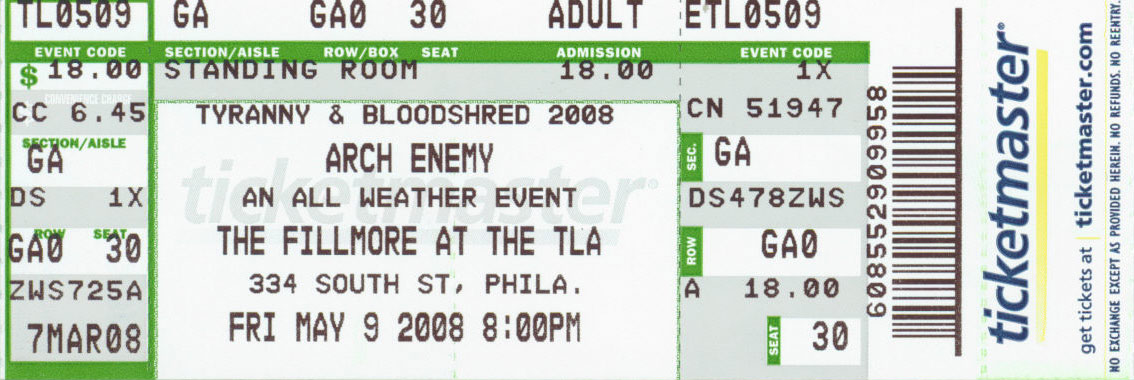 TL0509 GA GA0 30 ADULT ETL0509
EVENT CODE SECTION/AISLE ROW/BOX SEAT ADMISSION EVENT CODE
$ 18.00 STANDING ROOM 18.00 1X
CONVENIENCE CHARGE
CC 6.45
SECTION/AISLE
GA
DS 1X
ROW SEAT
GA0 30
ZWS725A
7MAR08
ticketmaster®
TYRANNY & BLOODSHRED 2008
ARCH ENEMY
AN ALL WEATHER EVENT
THE FILLMORE AT THE TLA
334 SOUTH ST, PHILA.
FRI MAY 9 2008 8:00PM
CN 51947
SEC. GA
DS478ZWS
ROW GA0
A 18.00
SEAT 30
608552909958
ticketmaster®
get tickets at | ticketmaster.com
NO EXCHANGE EXCEPT AS PROVIDED HEREIN. NO REFUNDS. NO REENTRY.